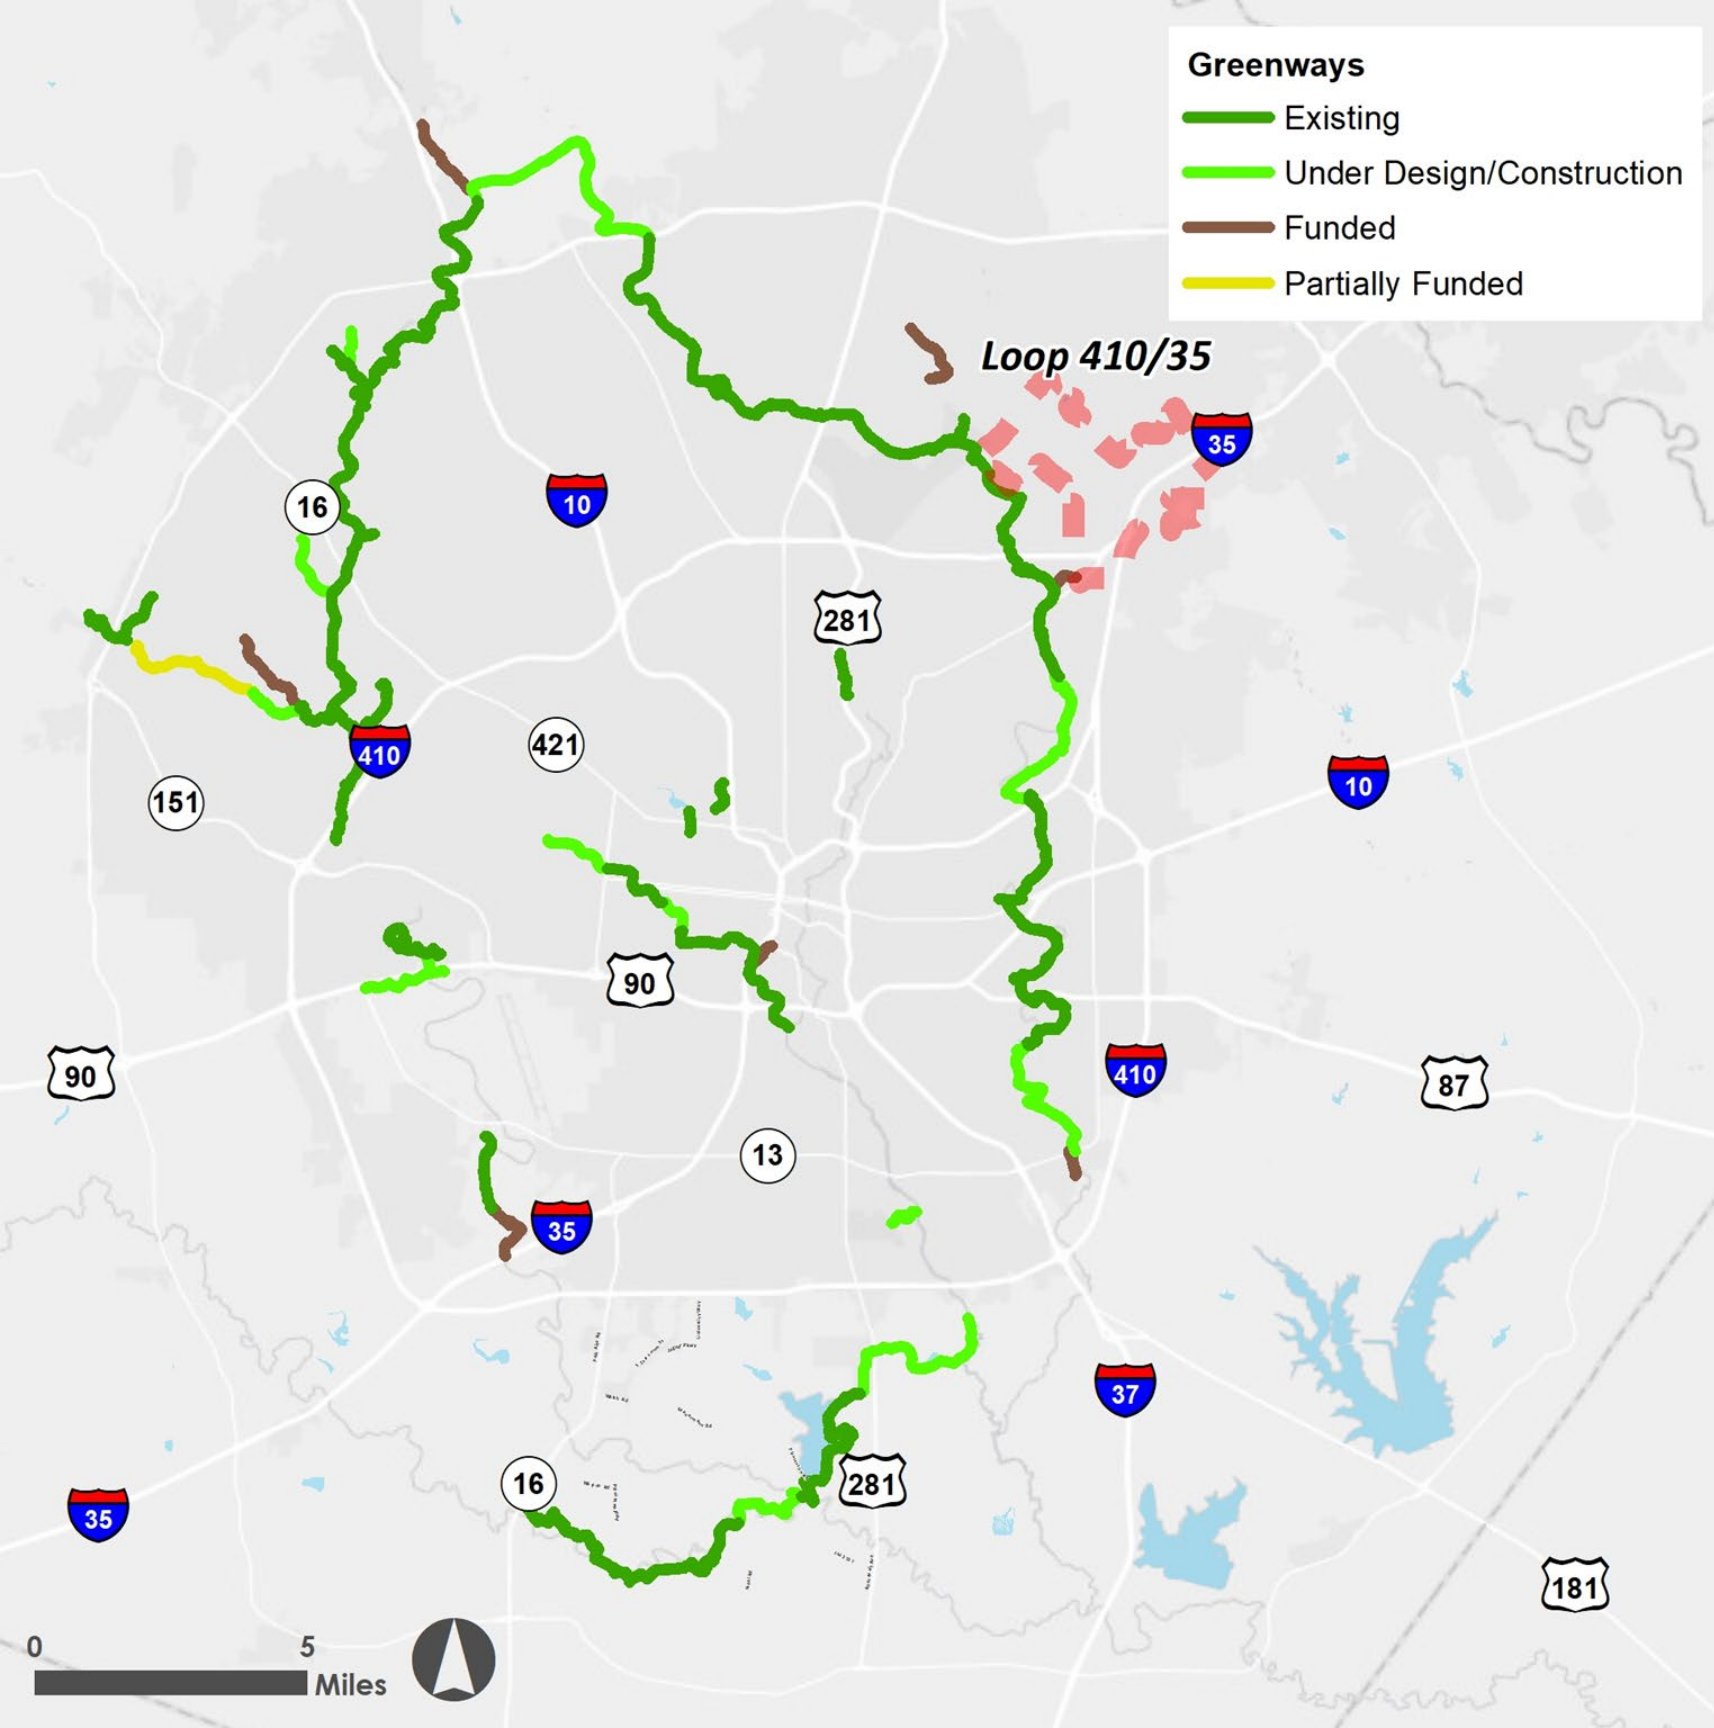 Greenways
Existing
Under Design/Construction
Funded
Partially Funded
Loop 410/35
35
10
16
281
410
421
151
10
90
90
410
87
13
35
37
16
281
35
181
0 5
Miles